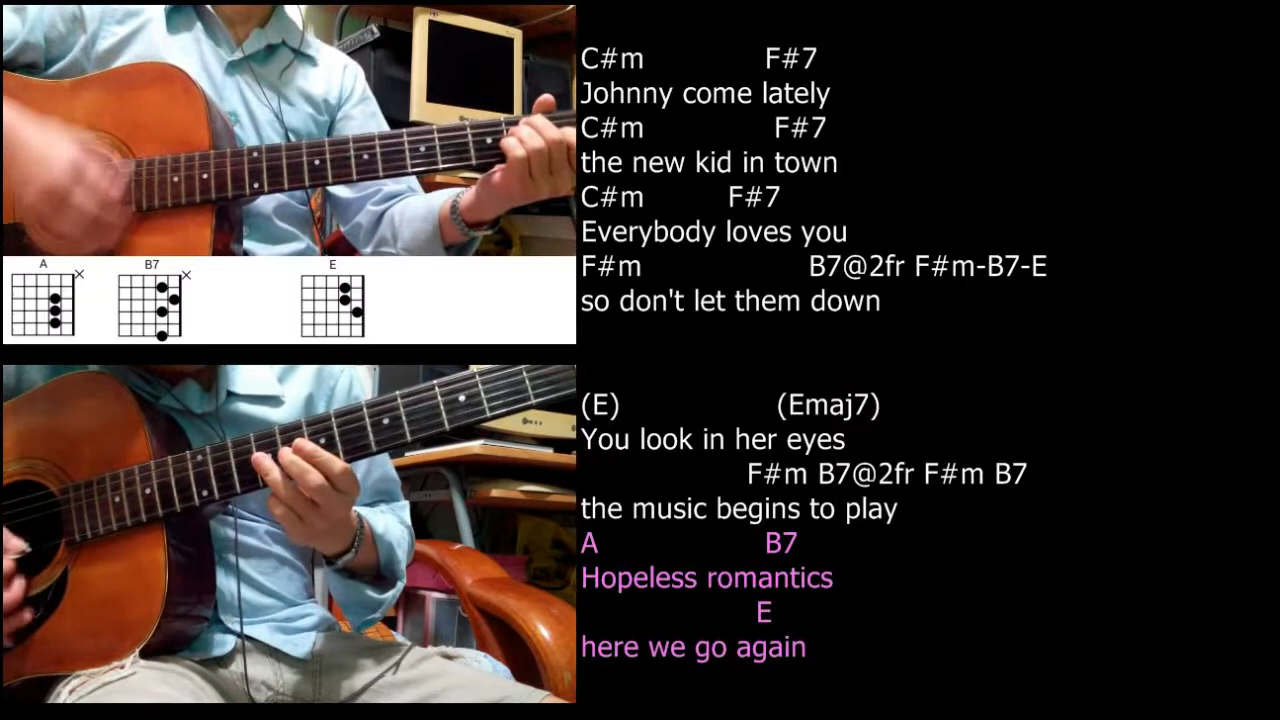 C#m F#7
Johnny come lately
C#m F#7
the new kid in town
C#m F#7
Everybody loves you
F#m B7@2fr F#m-B7-E
so don't let them down
A B7 E
(E) (Emaj7)
You look in her eyes
F#m B7@2fr F#m B7
the music begins to play
A B7
Hopeless romantics
E
here we go again